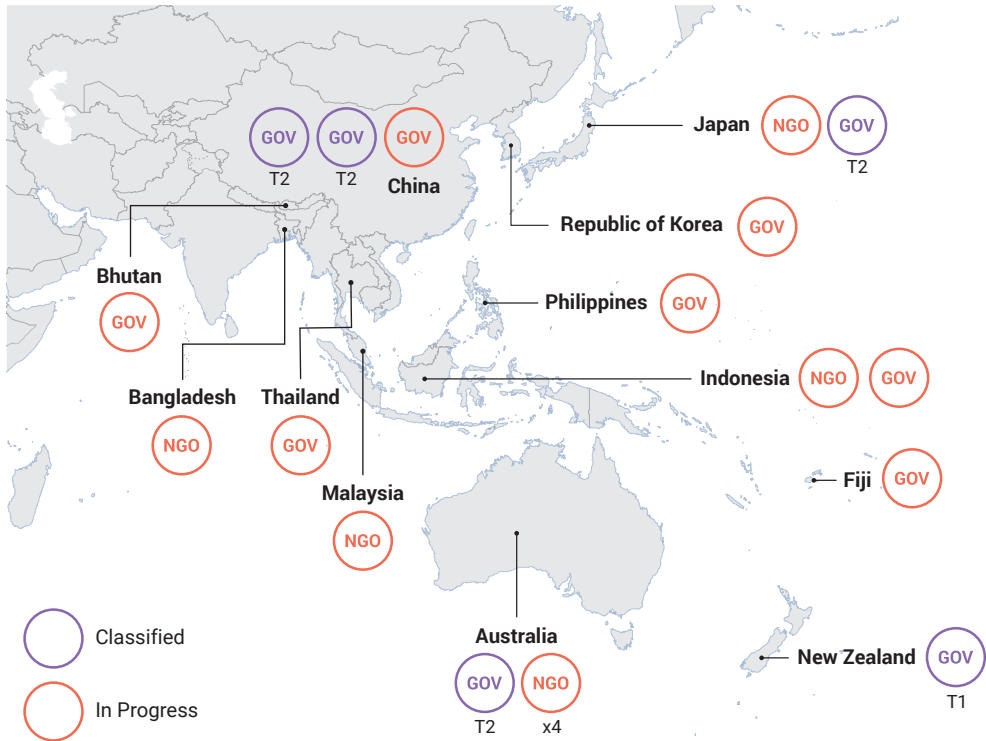 GOV GOV GOV
T2 T2 China
Japan NGO GOV
T2
Republic of Korea GOV
Bhutan
GOV
Philippines GOV
Indonesia NGO GOV
Bangladesh Thailand
NGO GOV
Fiji GOV
Malaysia
NGO
Australia
GOV NGO
T2 x4
New Zealand GOV
T1
Classified
In Progress